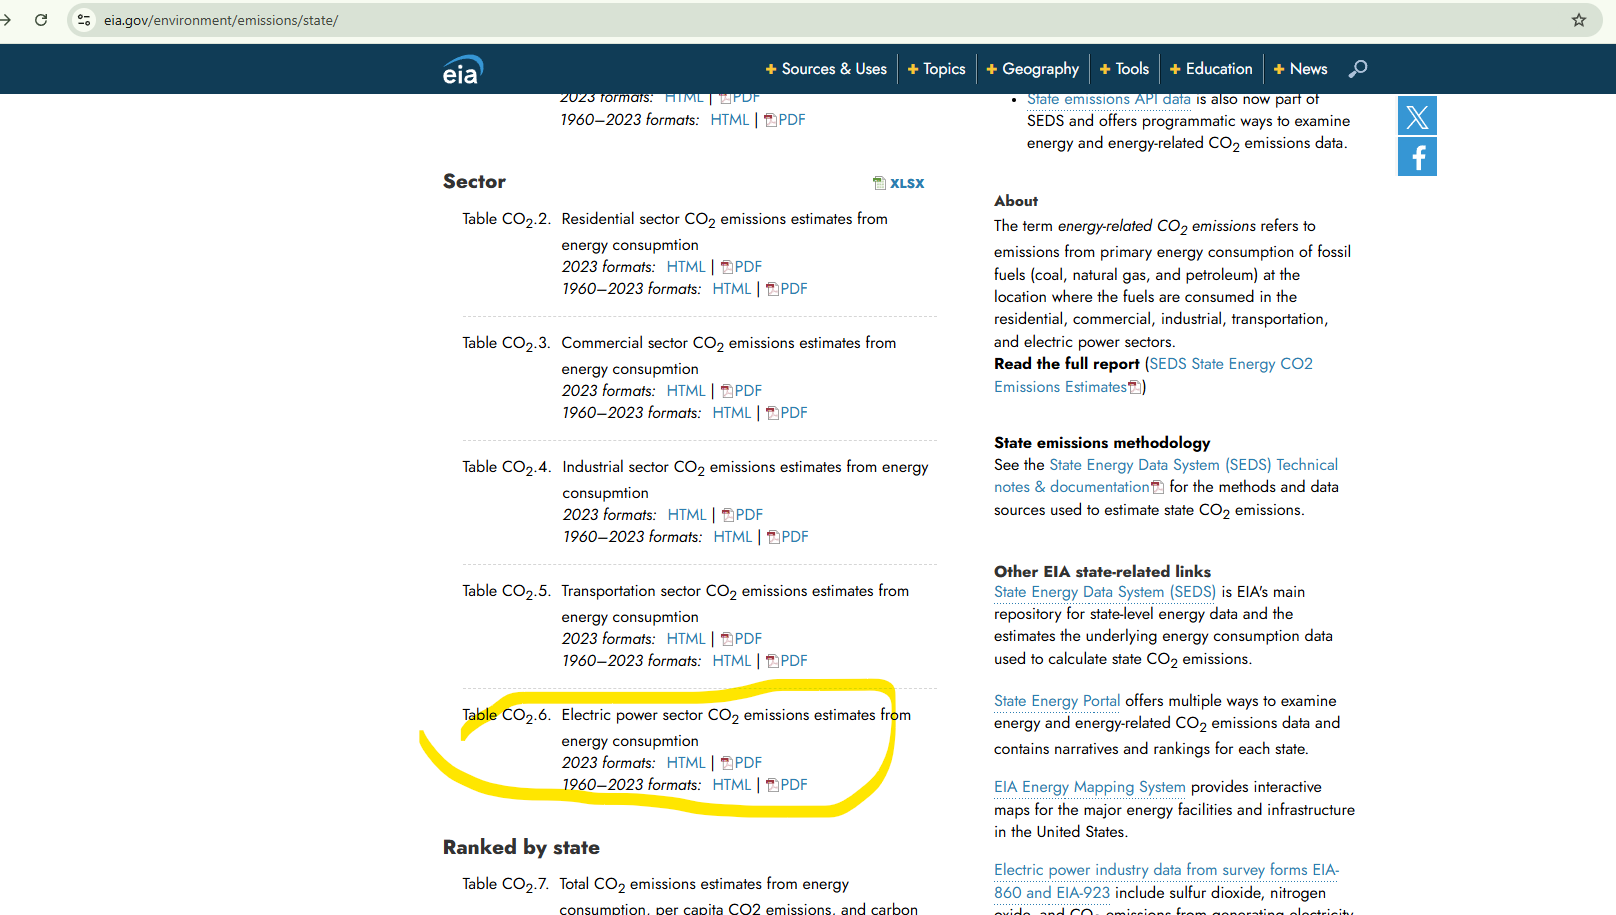 eia.gov/environment/emissions/state/
eia
+ Sources & Uses
+ Topics
+ Geography
+ Tools
+ Education
+ News
2023 formats: HTML | PDF
1960–2023 formats: HTML | PDF
Sector
XLSX
Table CO2.2. Residential sector CO2 emissions estimates from
energy consupmtion
2023 formats: HTML | PDF
1960–2023 formats: HTML | PDF
Table CO2.3. Commercial sector CO2 emissions estimates from
energy consupmtion
2023 formats: HTML | PDF
1960–2023 formats: HTML | PDF
Table CO2.4. Industrial sector CO2 emissions estimates from energy
consupmtion
2023 formats: HTML | PDF
1960–2023 formats: HTML | PDF
Table CO2.5. Transportation sector CO2 emissions estimates from
energy consupmtion
2023 formats: HTML | PDF
1960–2023 formats: HTML | PDF
Table CO2.6. Electric power sector CO2 emissions estimates from
energy consupmtion
2023 formats: HTML | PDF
1960–2023 formats: HTML | PDF
Ranked by state
Table CO2.7. Total CO2 emissions estimates from energy
consumption, per capita CO2 emissions, and carbon
• State emissions API data is also now part of
SEDS and offers programmatic ways to examine
energy and energy-related CO2 emissions data.
About
The term energy-related CO2 emissions refers to
emissions from primary energy consumption of fossil
fuels (coal, natural gas, and petroleum) at the
location where the fuels are consumed in the
residential, commercial, industrial, transportation,
and electric power sectors.
Read the full report (SEDS State Energy CO2
Emissions Estimates)
State emissions methodology
See the State Energy Data System (SEDS) Technical
notes & documentation for the methods and data
sources used to estimate state CO2 emissions.
Other EIA state-related links
State Energy Data System (SEDS) is EIA's main
repository for state-level energy data and the
estimates the underlying energy consumption data
used to calculate state CO2 emissions.
State Energy Portal offers multiple ways to examine
energy and energy-related CO2 emissions data and
contains narratives and rankings for each state.
EIA Energy Mapping System provides interactive
maps for the major energy facilities and infrastructure
in the United States.
Electric power industry data from survey forms EIA-
860 and EIA-923 include sulfur dioxide, nitrogen
oxide, and CO2 emissions from generating electricity